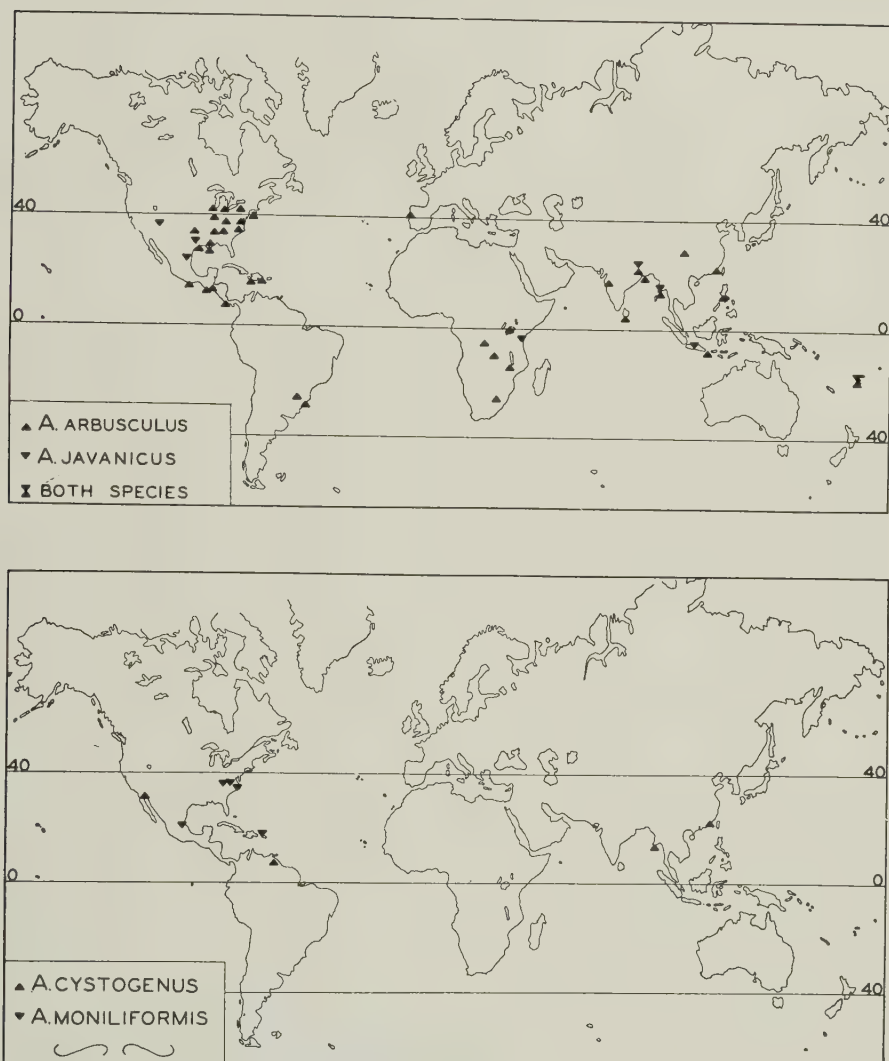 40
40
0
0
▲ A. ARBUSCULUS
▼ A. JAVANICUS
⧗ BOTH SPECIES
40
40
40
0
0
▲ A. CYSTOGENUS
▼ A. MONILIFORMIS
40